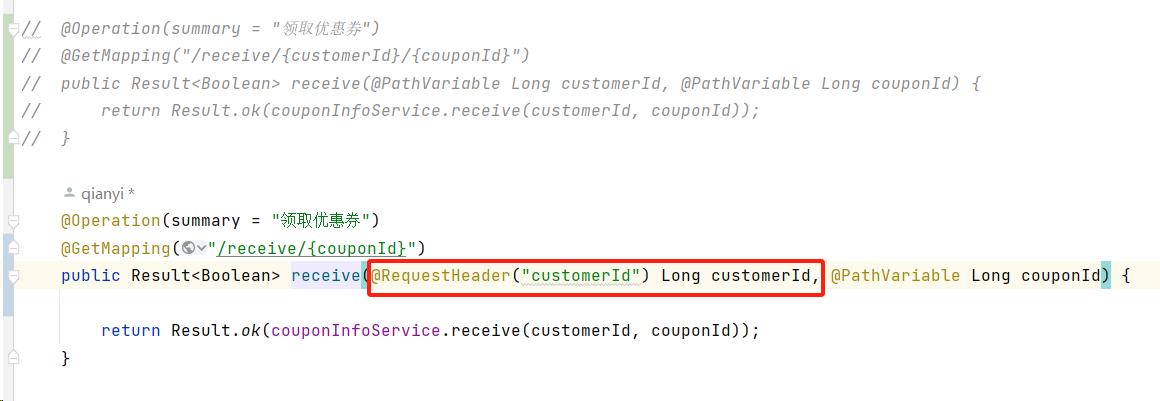 //  @Operation(summary = "领取优惠券")
//  @GetMapping("/receive/{customerId}/{couponId}")
//  public Result<Boolean> receive(@PathVariable Long customerId, @PathVariable Long couponId) {
//      return Result.ok(couponInfoService.receive(customerId, couponId));
//  }
qianyi *
@Operation(summary = "领取优惠券")
@GetMapping("/receive/{couponId}")
public Result<Boolean> receive(@RequestHeader("customerId") Long customerId, @PathVariable Long couponId) {
return Result.ok(couponInfoService.receive(customerId, couponId));
}